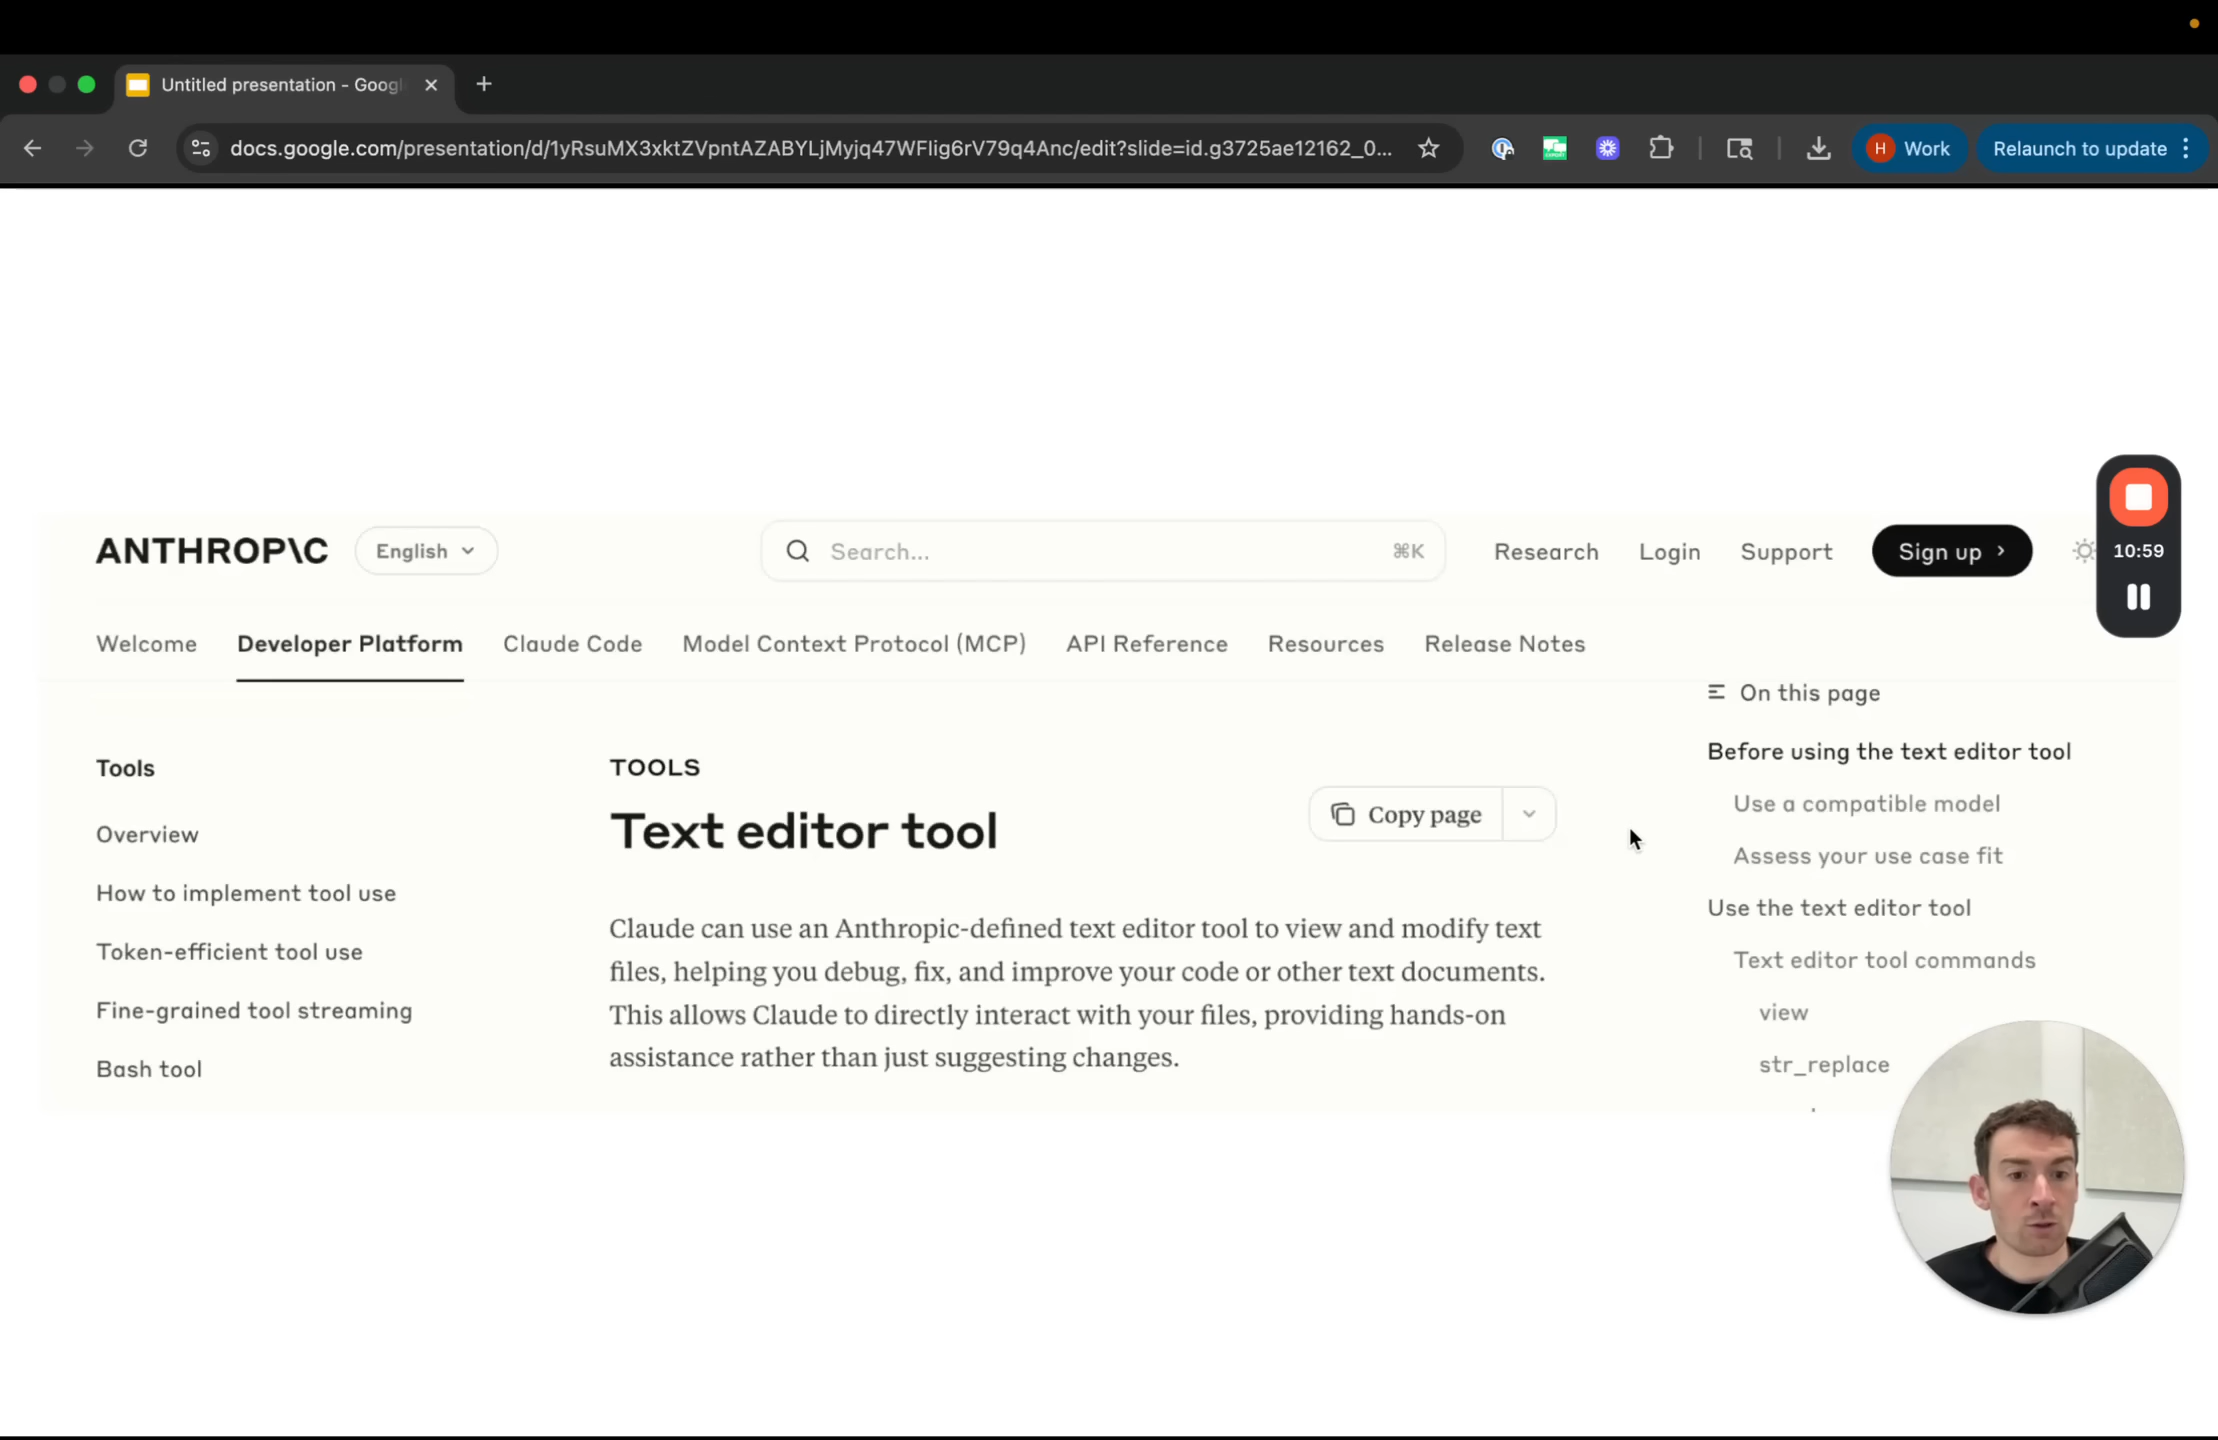 Untitled presentation - Googl
docs.google.com/presentation/d/1yRsuMX3xktZVpntAZABYLjMyjq47WFlig6rV79q4Anc/edit?slide=id.g3725ae12162_0...
H Work
Relaunch to update
ANTHROP\C
English
Search...
⌘K
Research
Login
Support
Sign up
10:59
Welcome
Developer Platform
Claude Code
Model Context Protocol (MCP)
API Reference
Resources
Release Notes
Tools
Overview
How to implement tool use
Token-efficient tool use
Fine-grained tool streaming
Bash tool
TOOLS
Text editor tool
Copy page
Claude can use an Anthropic-defined text editor tool to view and modify text
files, helping you debug, fix, and improve your code or other text documents.
This allows Claude to directly interact with your files, providing hands-on
assistance rather than just suggesting changes.
On this page
Before using the text editor tool
Use a compatible model
Assess your use case fit
Use the text editor tool
Text editor tool commands
view
str_replace